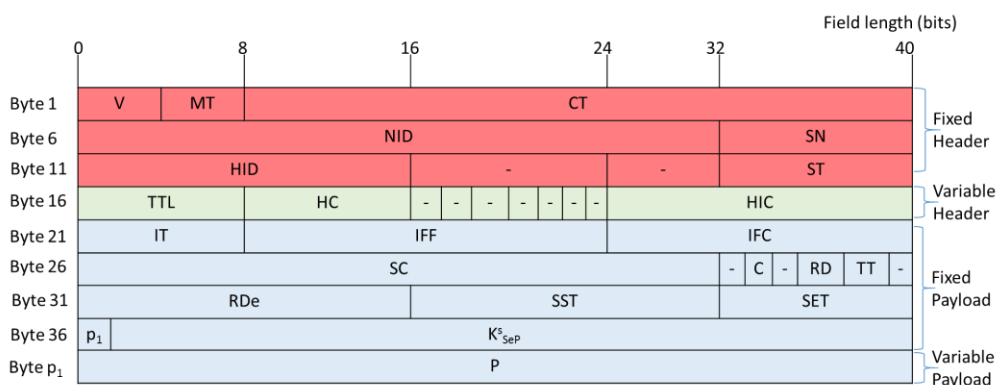 Field length (bits)
0 8 16 24 32 40
Byte 1 V MT CT
Byte 6 NID SN
Byte 11 HID - - ST
Fixed
Header
Byte 16 TTL HC - - - - - - - HIC
Variable
Header
Byte 21 IT IFF IFC
Byte 26 SC - C - RD TT -
Byte 31 RDe SST SET
Byte 36 p₁ Kˢ_SeP
Fixed
Payload
Byte p₁ P
Variable
Payload